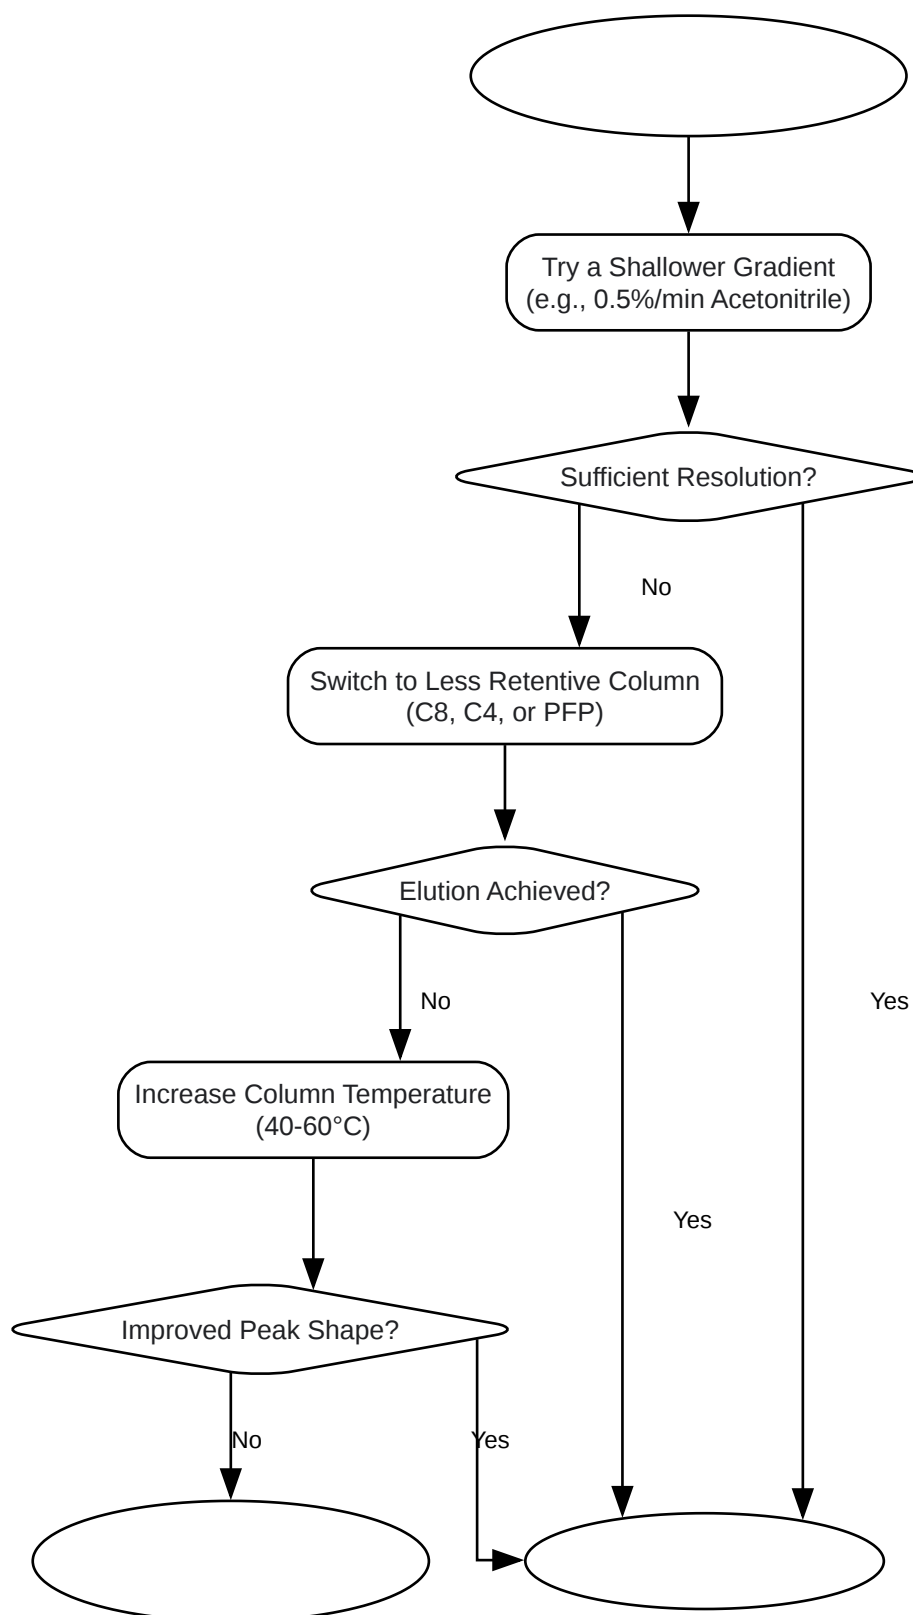 Try a Shallower Gradient
(e.g., 0.5%/min Acetonitrile)
Sufficient Resolution?
No
Switch to Less Retentive Column
(C8, C4, or PFP)
Elution Achieved?
No
Yes
Increase Column Temperature
(40-60°C)
Yes
Improved Peak Shape?
No
Yes